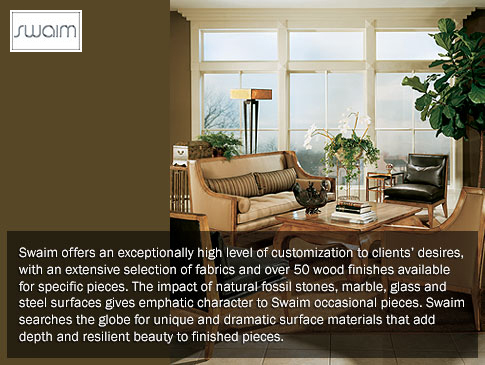 swaim
Swaim offers an exceptionally high level of customization to clients' desires,
with an extensive selection of fabrics and over 50 wood finishes available
for specific pieces. The impact of natural fossil stones, marble, glass and
steel surfaces gives emphatic character to Swaim occasional pieces. Swaim
searches the globe for unique and dramatic surface materials that add
depth and resilient beauty to finished pieces.